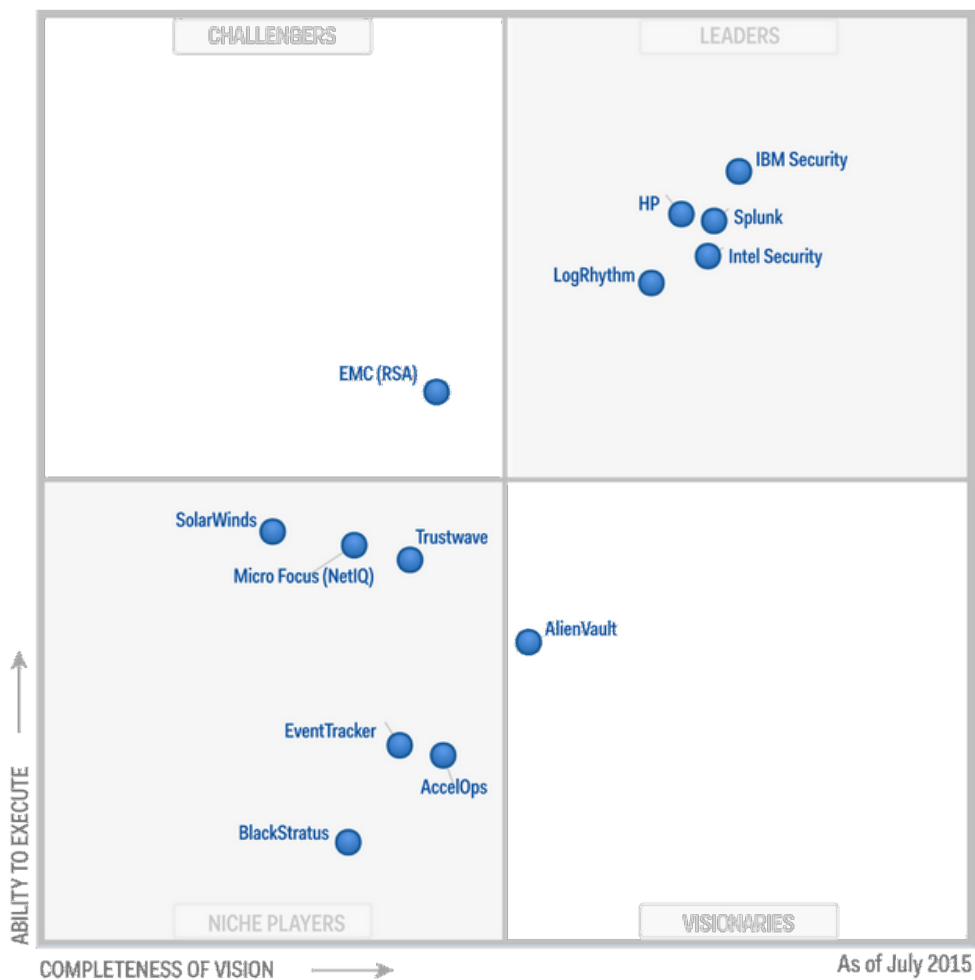 CHALLENGERS
LEADERS
IBM Security
HP
Splunk
Intel Security
LogRhythm
EMC (RSA)
SolarWinds
Trustwave
Micro Focus (NetIQ)
AlienVault
EventTracker
AccelOps
BlackStratus
NICHE PLAYERS
VISIONARIES
ABILITY TO EXECUTE
COMPLETENESS OF VISION
As of July 2015